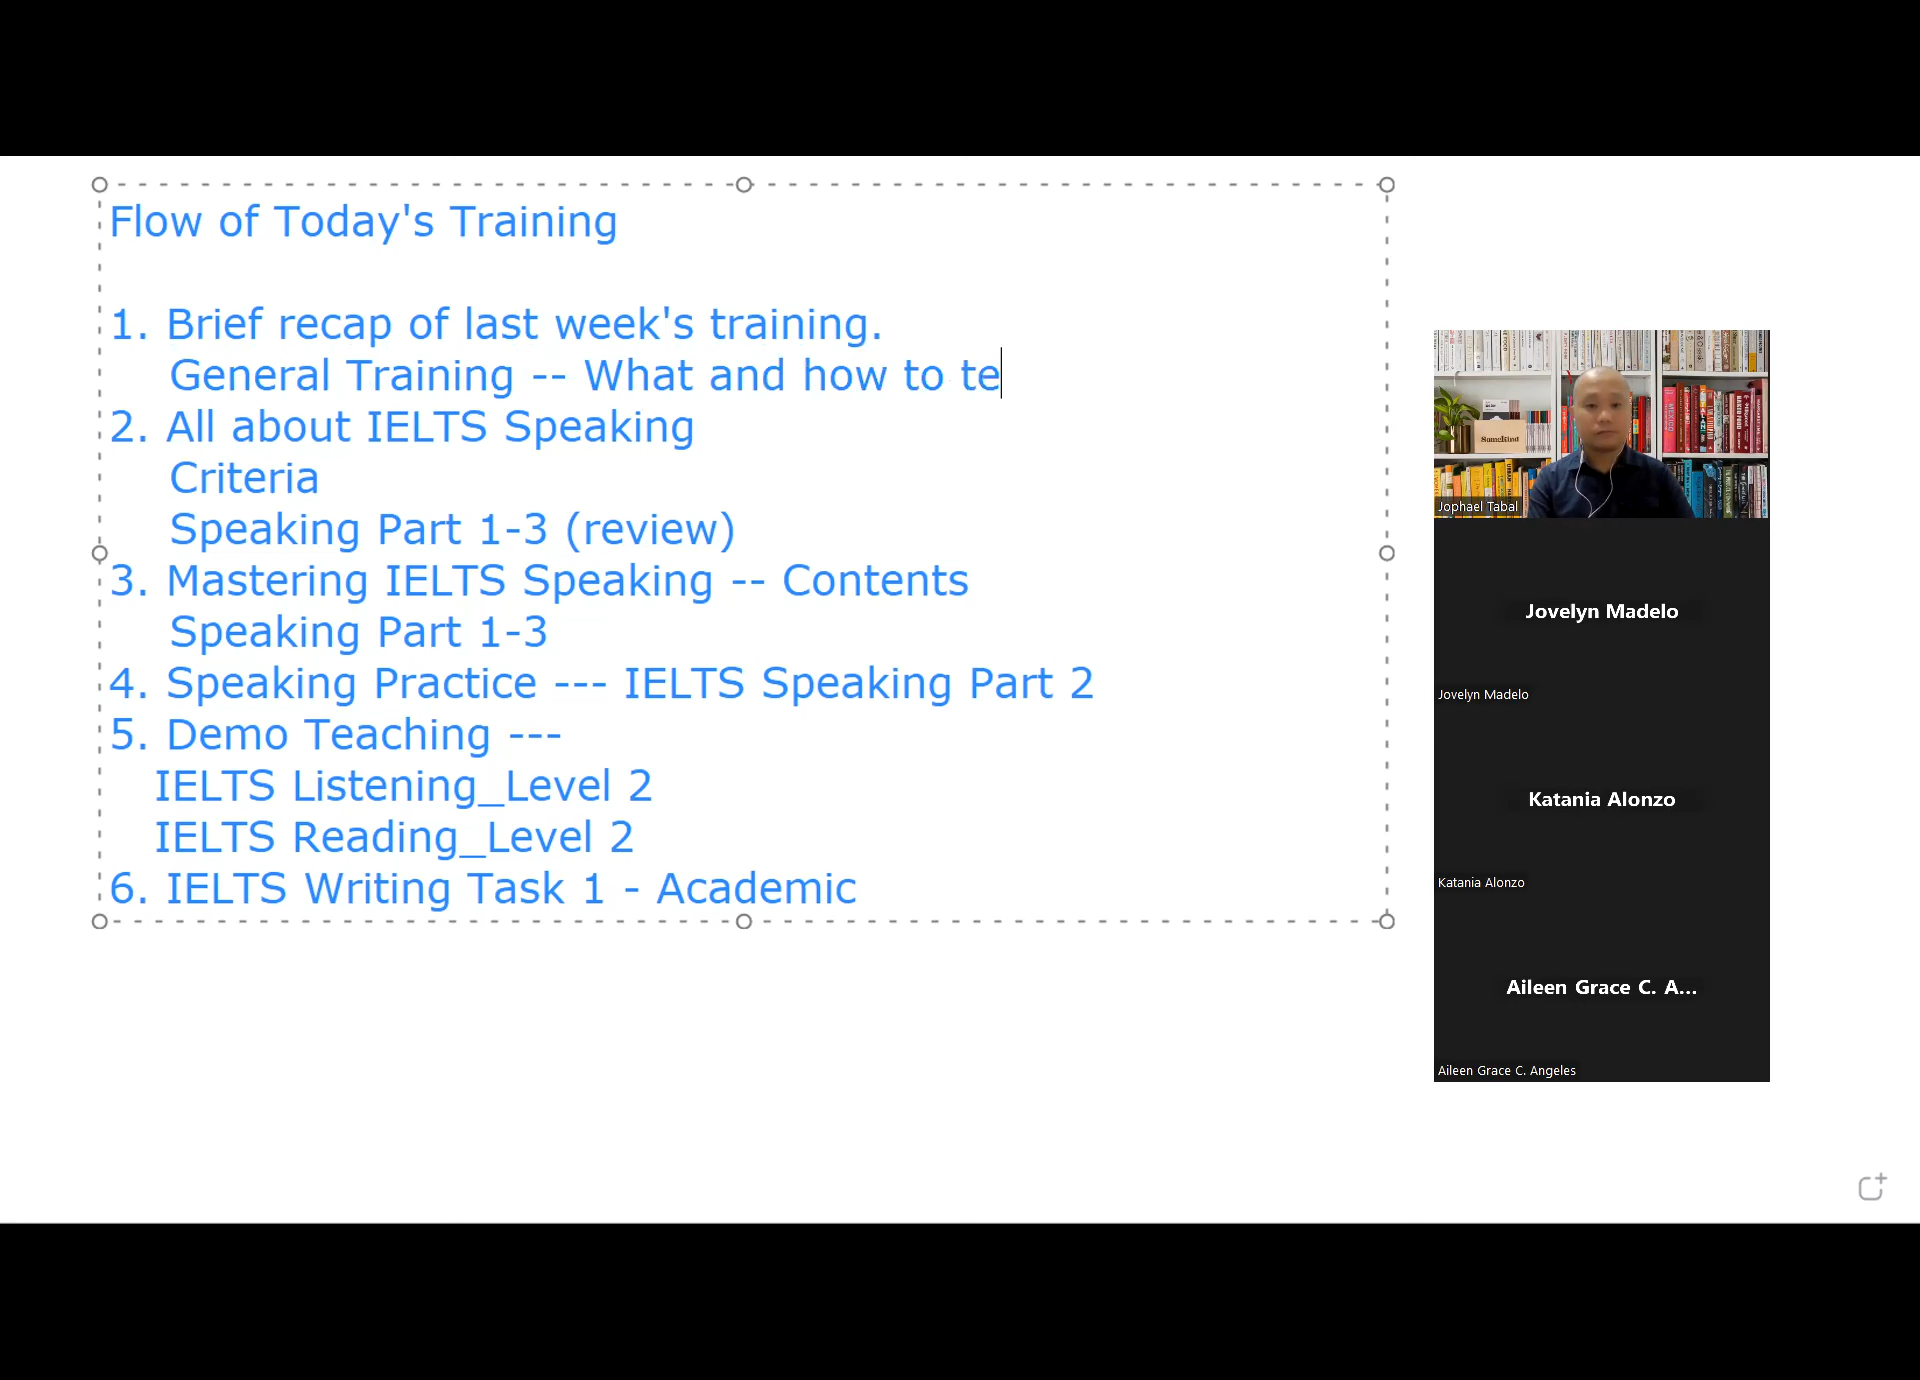 Flow of Today's Training
1. Brief recap of last week's training.
General Training -- What and how to te
2. All about IELTS Speaking
Criteria
Speaking Part 1-3 (review)
3. Mastering IELTS Speaking -- Contents
Speaking Part 1-3
4. Speaking Practice --- IELTS Speaking Part 2
5. Demo Teaching ---
IELTS Listening_Level 2
IELTS Reading_Level 2
6. IELTS Writing Task 1 - Academic
SomeKind
Jophael Tabal
Jovelyn Madelo
Jovelyn Madelo
Katania Alonzo
Katania Alonzo
Aileen Grace C. A...
Aileen Grace C. Angeles